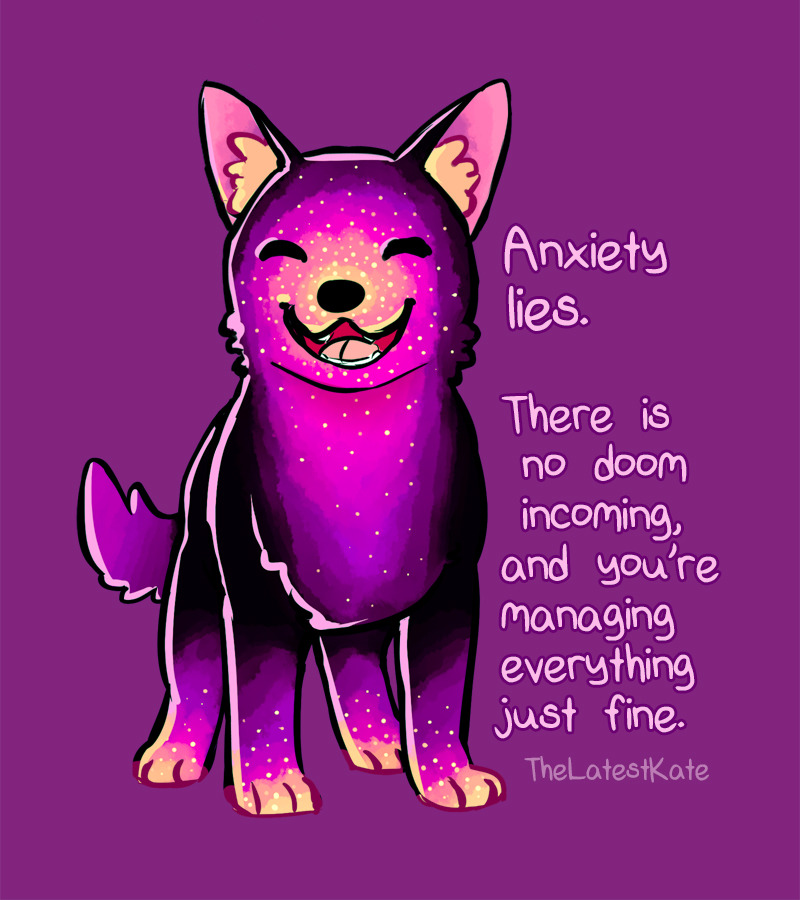 Anxiety
lies.
There is
no doom
incoming,
and you're
managing
everything
just fine.
TheLatestKate